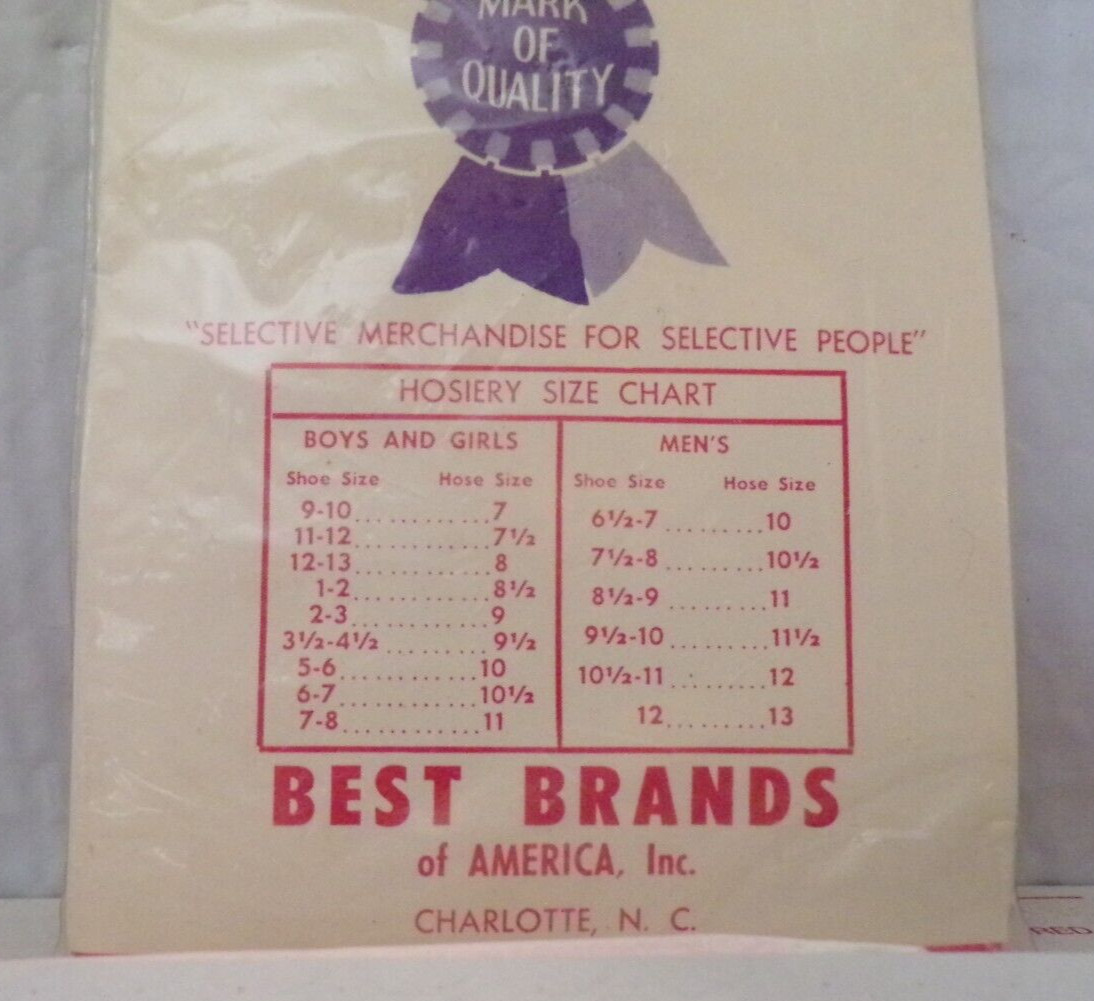 MARK
OF
QUALITY
"SELECTIVE MERCHANDISE FOR SELECTIVE PEOPLE"
HOSIERY SIZE CHART
BOYS AND GIRLS
Shoe Size Hose Size
9-10............7
11-12............7½
12-13............8
1-2............8½
2-3............9
3½-4½.........9½
5-6............10
6-7............10½
7-8............11
MEN'S
Shoe Size Hose Size
6½-7.........10
7½-8.........10½
8½-9.........11
9½-10.........11½
10½-11.........12
12.........13
BEST BRANDS
of AMERICA, Inc.
CHARLOTTE, N. C.